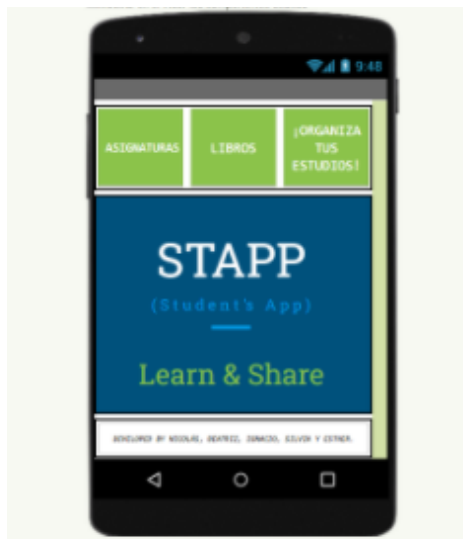 9:48
ASIGNATURAS
LIBROS
¡ORGANIZA
TUS
ESTUDIOS!
STAPP
(Student's App)
Learn & Share
DEVELOPED BY NICOLAS, BEATRIZ, IGNACIO, SILVIA Y ESTHER.